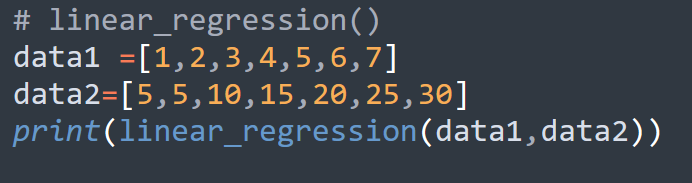 # linear_regression()
data1 =[1,2,3,4,5,6,7]
data2=[5,5,10,15,20,25,30]
print(linear_regression(data1,data2))